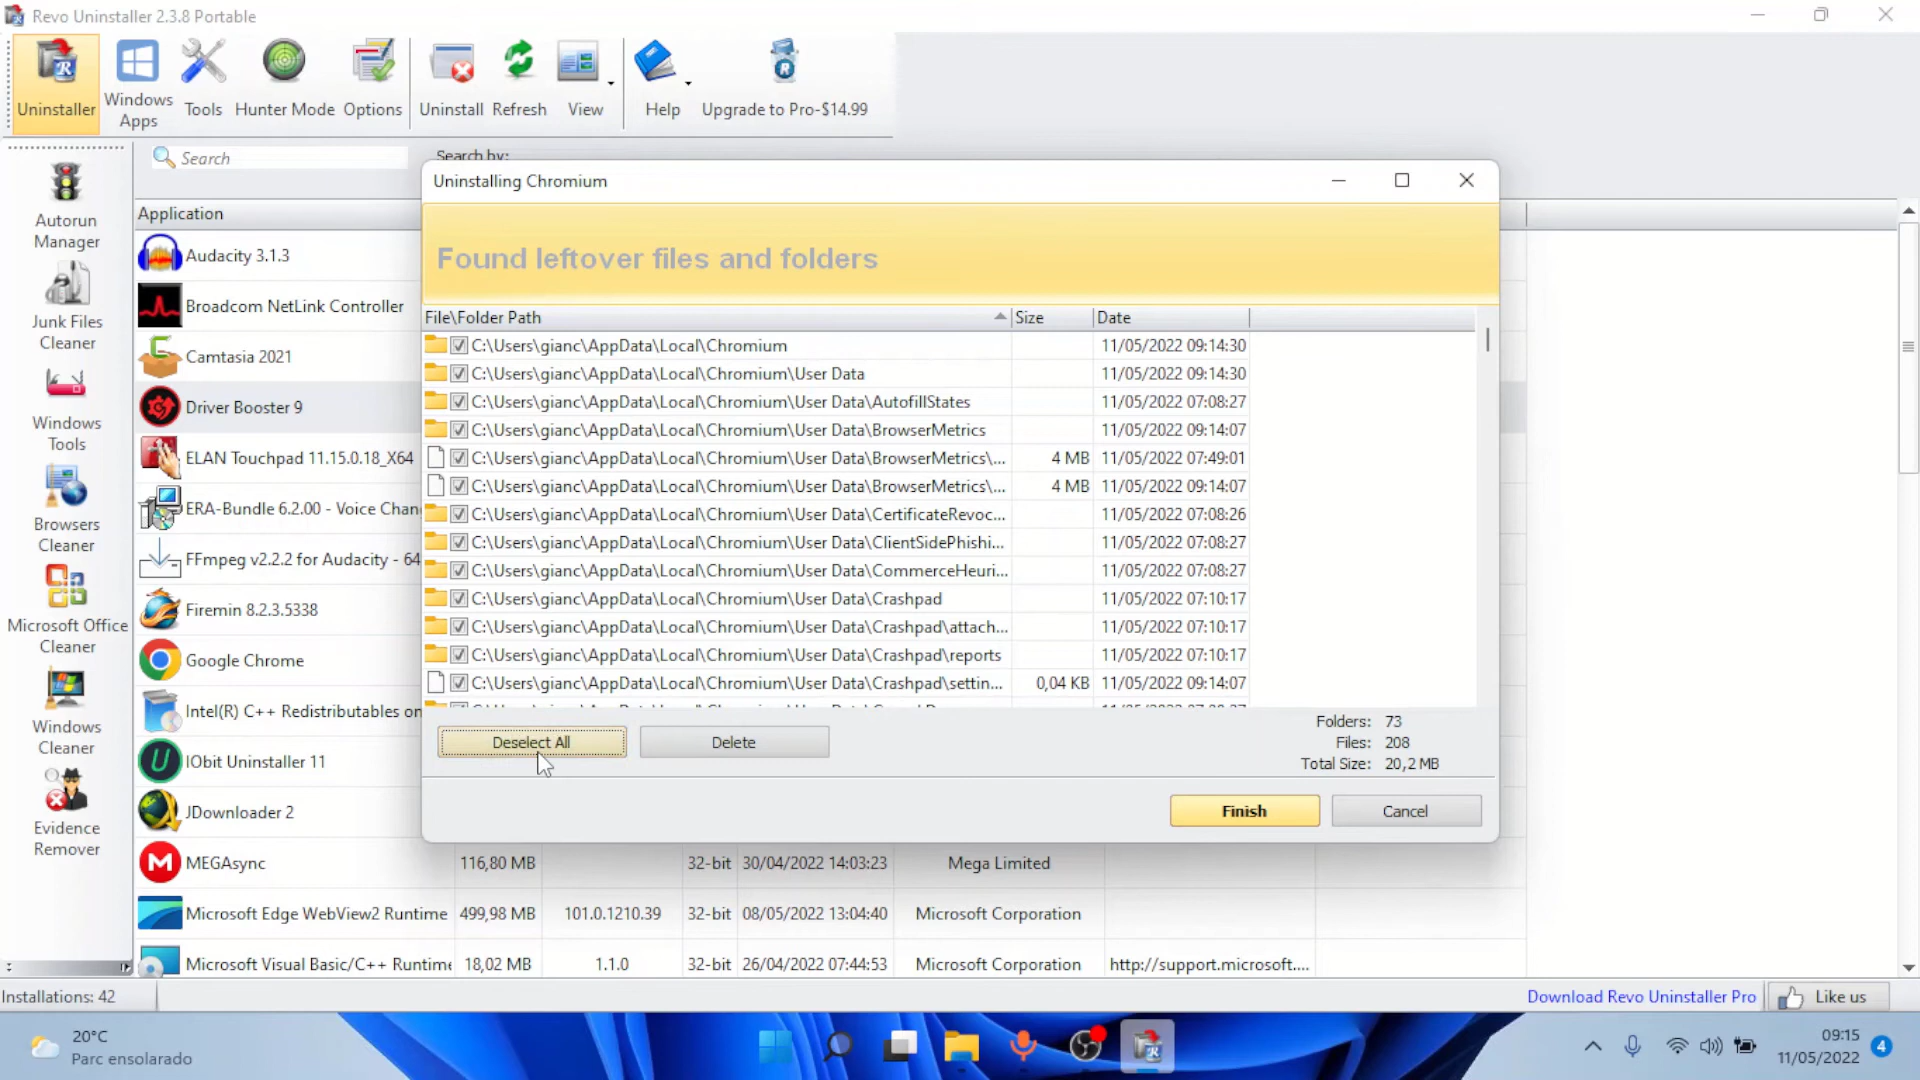 Revo Uninstaller 2.3.8 Portable
Uninstaller
Windows
Apps
Tools
Hunter Mode
Options
Uninstall
Refresh
View
Help
Upgrade to Pro-$14.99
Search
Search by:
Autorun
Manager
Junk Files
Cleaner
Windows
Tools
Browsers
Cleaner
Microsoft Office
Cleaner
Windows
Cleaner
Evidence
Remover
Application
Audacity 3.1.3
Broadcom NetLink Controller
Camtasia 2021
Driver Booster 9
ELAN Touchpad 11.15.0.18_X64
ERA-Bundle 6.2.00 - Voice Chan
FFmpeg v2.2.2 for Audacity - 64
Firemin 8.2.3.5338
Google Chrome
Intel(R) C++ Redistributables on
IObit Uninstaller 11
JDownloader 2
MEGAsync 116,80 MB 32-bit 30/04/2022 14:03:23 Mega Limited
Microsoft Edge WebView2 Runtime 499,98 MB 101.0.1210.39 32-bit 08/05/2022 13:04:40 Microsoft Corporation
Microsoft Visual Basic/C++ Runtime 18,02 MB 1.1.0 32-bit 26/04/2022 07:44:53 Microsoft Corporation http://support.microsoft....
Uninstalling Chromium
Found leftover files and folders
File\Folder Path Size Date
C:\Users\gianc\AppData\Local\Chromium 11/05/2022 09:14:30
C:\Users\gianc\AppData\Local\Chromium\User Data 11/05/2022 09:14:30
C:\Users\gianc\AppData\Local\Chromium\User Data\AutofillStates 11/05/2022 07:08:27
C:\Users\gianc\AppData\Local\Chromium\User Data\BrowserMetrics 11/05/2022 09:14:07
C:\Users\gianc\AppData\Local\Chromium\User Data\BrowserMetrics\... 4 MB 11/05/2022 07:49:01
C:\Users\gianc\AppData\Local\Chromium\User Data\BrowserMetrics\... 4 MB 11/05/2022 09:14:07
C:\Users\gianc\AppData\Local\Chromium\User Data\CertificateRevoc... 11/05/2022 07:08:26
C:\Users\gianc\AppData\Local\Chromium\User Data\ClientSidePhishi... 11/05/2022 07:08:27
C:\Users\gianc\AppData\Local\Chromium\User Data\CommerceHeuri... 11/05/2022 07:08:27
C:\Users\gianc\AppData\Local\Chromium\User Data\Crashpad 11/05/2022 07:10:17
C:\Users\gianc\AppData\Local\Chromium\User Data\Crashpad\attach... 11/05/2022 07:10:17
C:\Users\gianc\AppData\Local\Chromium\User Data\Crashpad\reports 11/05/2022 07:10:17
C:\Users\gianc\AppData\Local\Chromium\User Data\Crashpad\settin... 0,04 KB 11/05/2022 09:14:07
Deselect All
Delete
Folders: 73
Files: 208
Total Size: 20,2 MB
Finish
Cancel
Installations: 42
Download Revo Uninstaller Pro
Like us
20°C
Parc ensolarado
09:15
11/05/2022
4